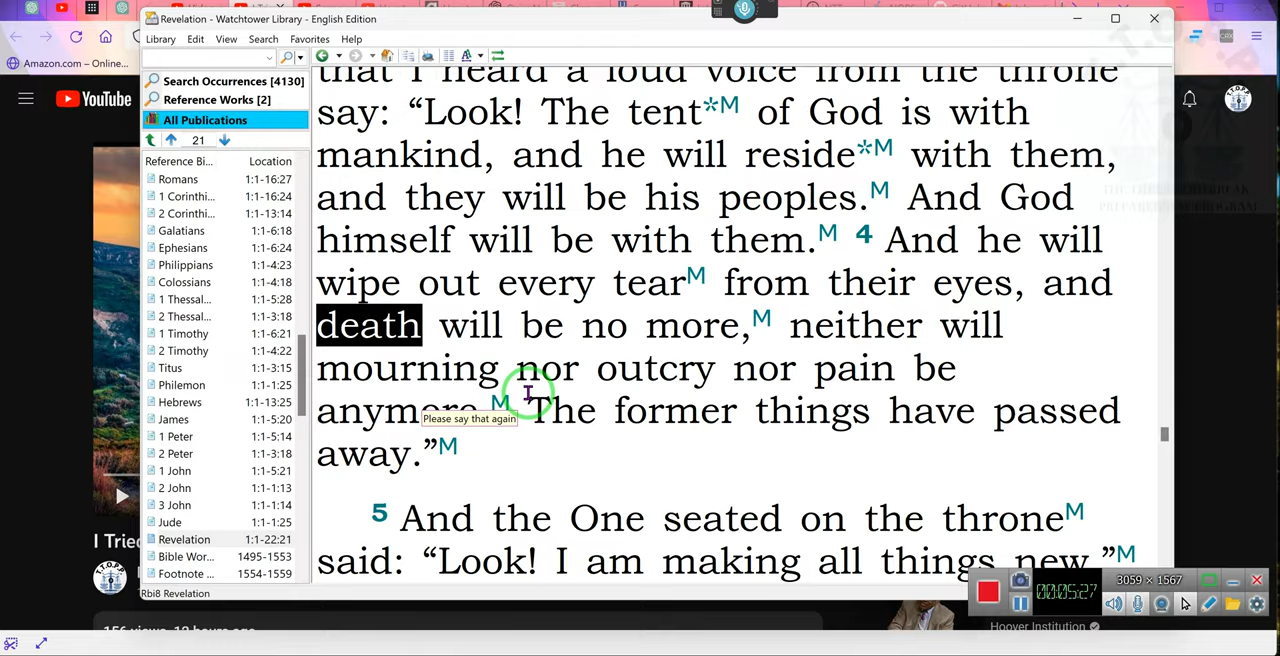 Revelation - Watchtower Library - English Edition
Library Edit View Search Favorites Help
Amazon.com – Online...
YouTube
Search Occurrences [4130]
Reference Works [2]
All Publications
21
Reference Bi... Location
Romans 1:1-16:27
1 Corinthi... 1:1-16:24
2 Corinthi... 1:1-13:14
Galatians 1:1-6:18
Ephesians 1:1-6:24
Philippians 1:1-4:23
Colossians 1:1-4:18
1 Thessal... 1:1-5:28
2 Thessal... 1:1-3:18
1 Timothy 1:1-6:21
2 Timothy 1:1-4:22
Titus 1:1-3:15
Philemon 1:1-1:25
Hebrews 1:1-13:25
James 1:1-5:20
1 Peter 1:1-5:14
2 Peter 1:1-3:18
1 John 1:1-5:21
2 John 1:1-1:13
3 John 1:1-1:14
Jude 1:1-1:25
Revelation 1:1-22:21
Bible Wor... 1495-1553
Footnote ... 1554-1559
that I heard a loud voice from the throne
say: “Look! The tent*M of God is with
mankind, and he will reside*M with them,
and they will be his peoples.M And God
himself will be with them.M 4 And he will
wipe out every tearM from their eyes, and
death will be no more,M neither will
mourning nor outcry nor pain be
anymore.M The former things have passed
away.”M
Please say that again
5 And the One seated on the throneM
said: “Look! I am making all things new.”M
Rbi8 Revelation
3059 × 1567
00:05:27
I Tried
T.T.O.P.P.
156 views 12 hours ago
Hoover Institution